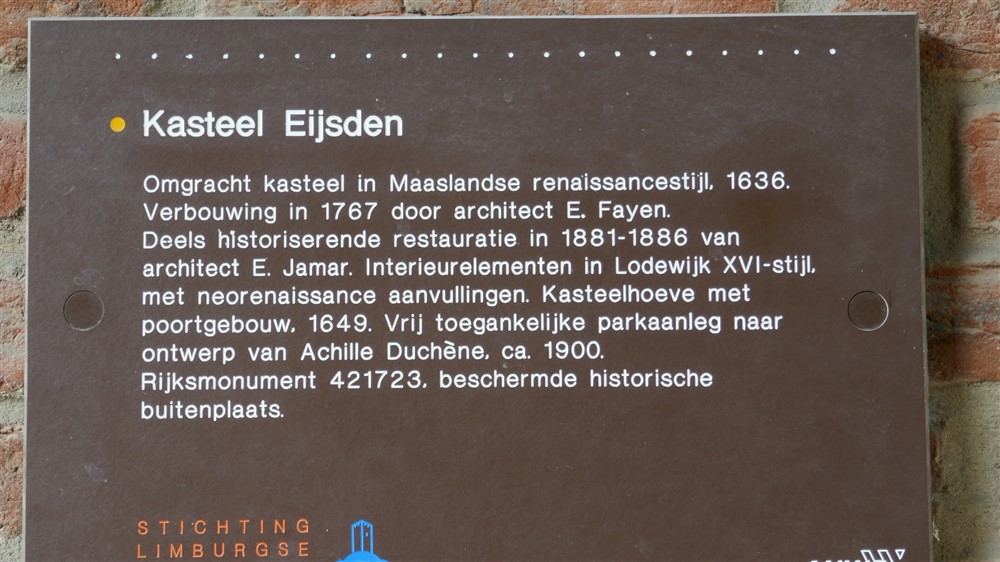 Kasteel Eijsden
Omgracht kasteel in Maaslandse renaissancestijl, 1636.
Verbouwing in 1767 door architect E. Fayen.
Deels historiserende restauratie in 1881-1886 van
architect E. Jamar. Interieurelementen in Lodewijk XVI-stijl,
met neorenaissance aanvullingen. Kasteelhoeve met
poortgebouw, 1649. Vrij toegankelijke parkaanleg naar
ontwerp van Achille Duchène, ca. 1900.
Rijksmonument 421723, beschermde historische
buitenplaats.
STICHTING
LIMBURGSE